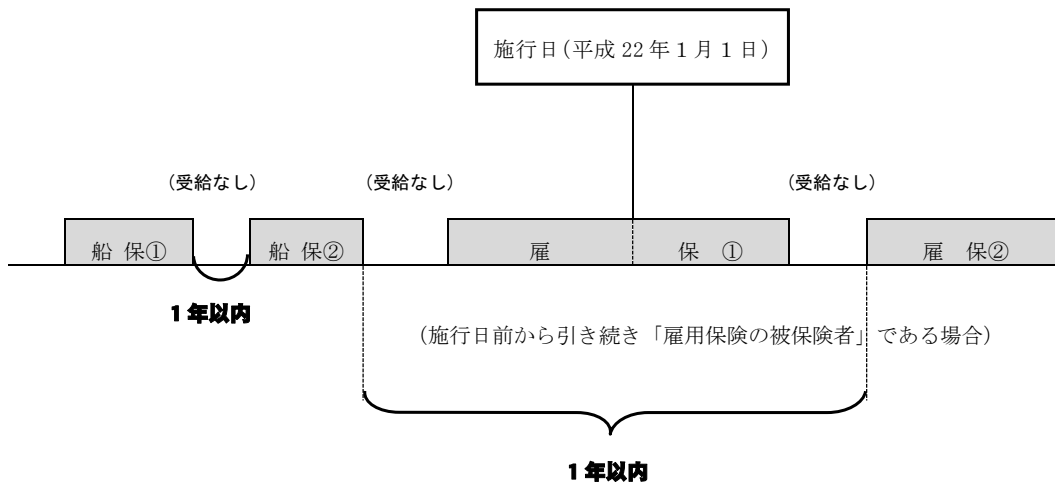 施行日(平成 22 年 1 月 1 日)
(受給なし) (受給なし) (受給なし)
船 保① 船 保② 雇 保 ① 雇 保②
1 年以内
(施行日前から引き続き「雇用保険の被保険者」である場合)
1 年以内